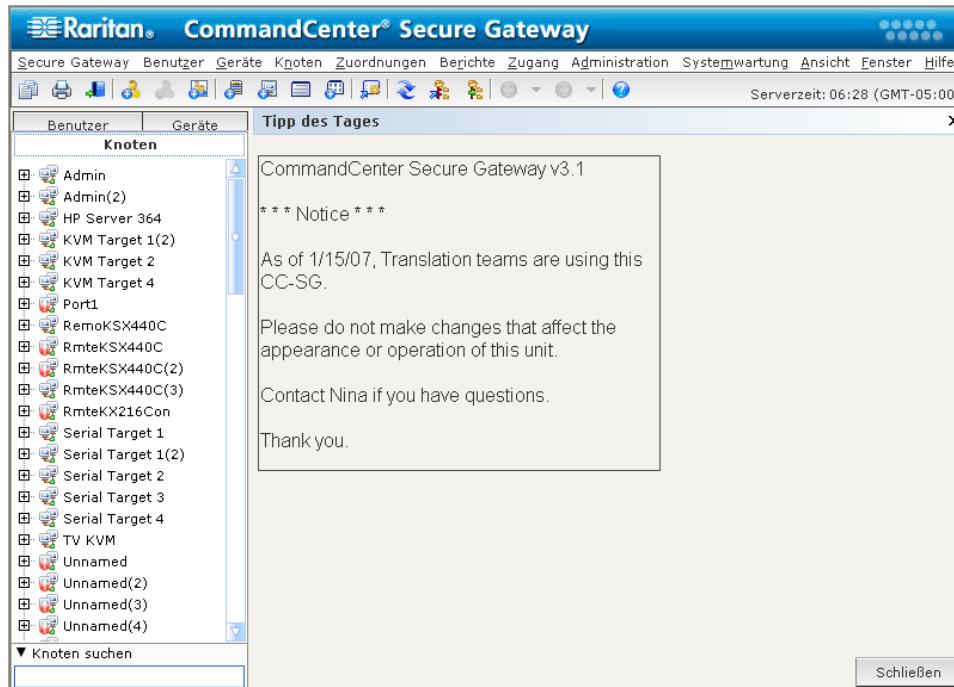 Raritan® CommandCenter® Secure Gateway
Secure Gateway Benutzer Geräte Knoten Zuordnungen Berichte Zugang Administration Systemwartung Ansicht Fenster Hilfe
Serverzeit: 06:28 (GMT-05:00
Benutzer Geräte
Knoten
Admin
Admin(2)
HP Server 364
KVM Target 1(2)
KVM Target 2
KVM Target 4
Port1
RemoKSX440C
RmteKSX440C
RmteKSX440C(2)
RmteKSX440C(3)
RmteKX216Con
Serial Target 1
Serial Target 1(2)
Serial Target 2
Serial Target 3
Serial Target 4
TV KVM
Unnamed
Unnamed(2)
Unnamed(3)
Unnamed(4)
Knoten suchen
Tipp des Tages
CommandCenter Secure Gateway v3.1
* * * Notice * * *
As of 1/15/07, Translation teams are using this
CC-SG.
Please do not make changes that affect the
appearance or operation of this unit.
Contact Nina if you have questions.
Thank you.
Schließen